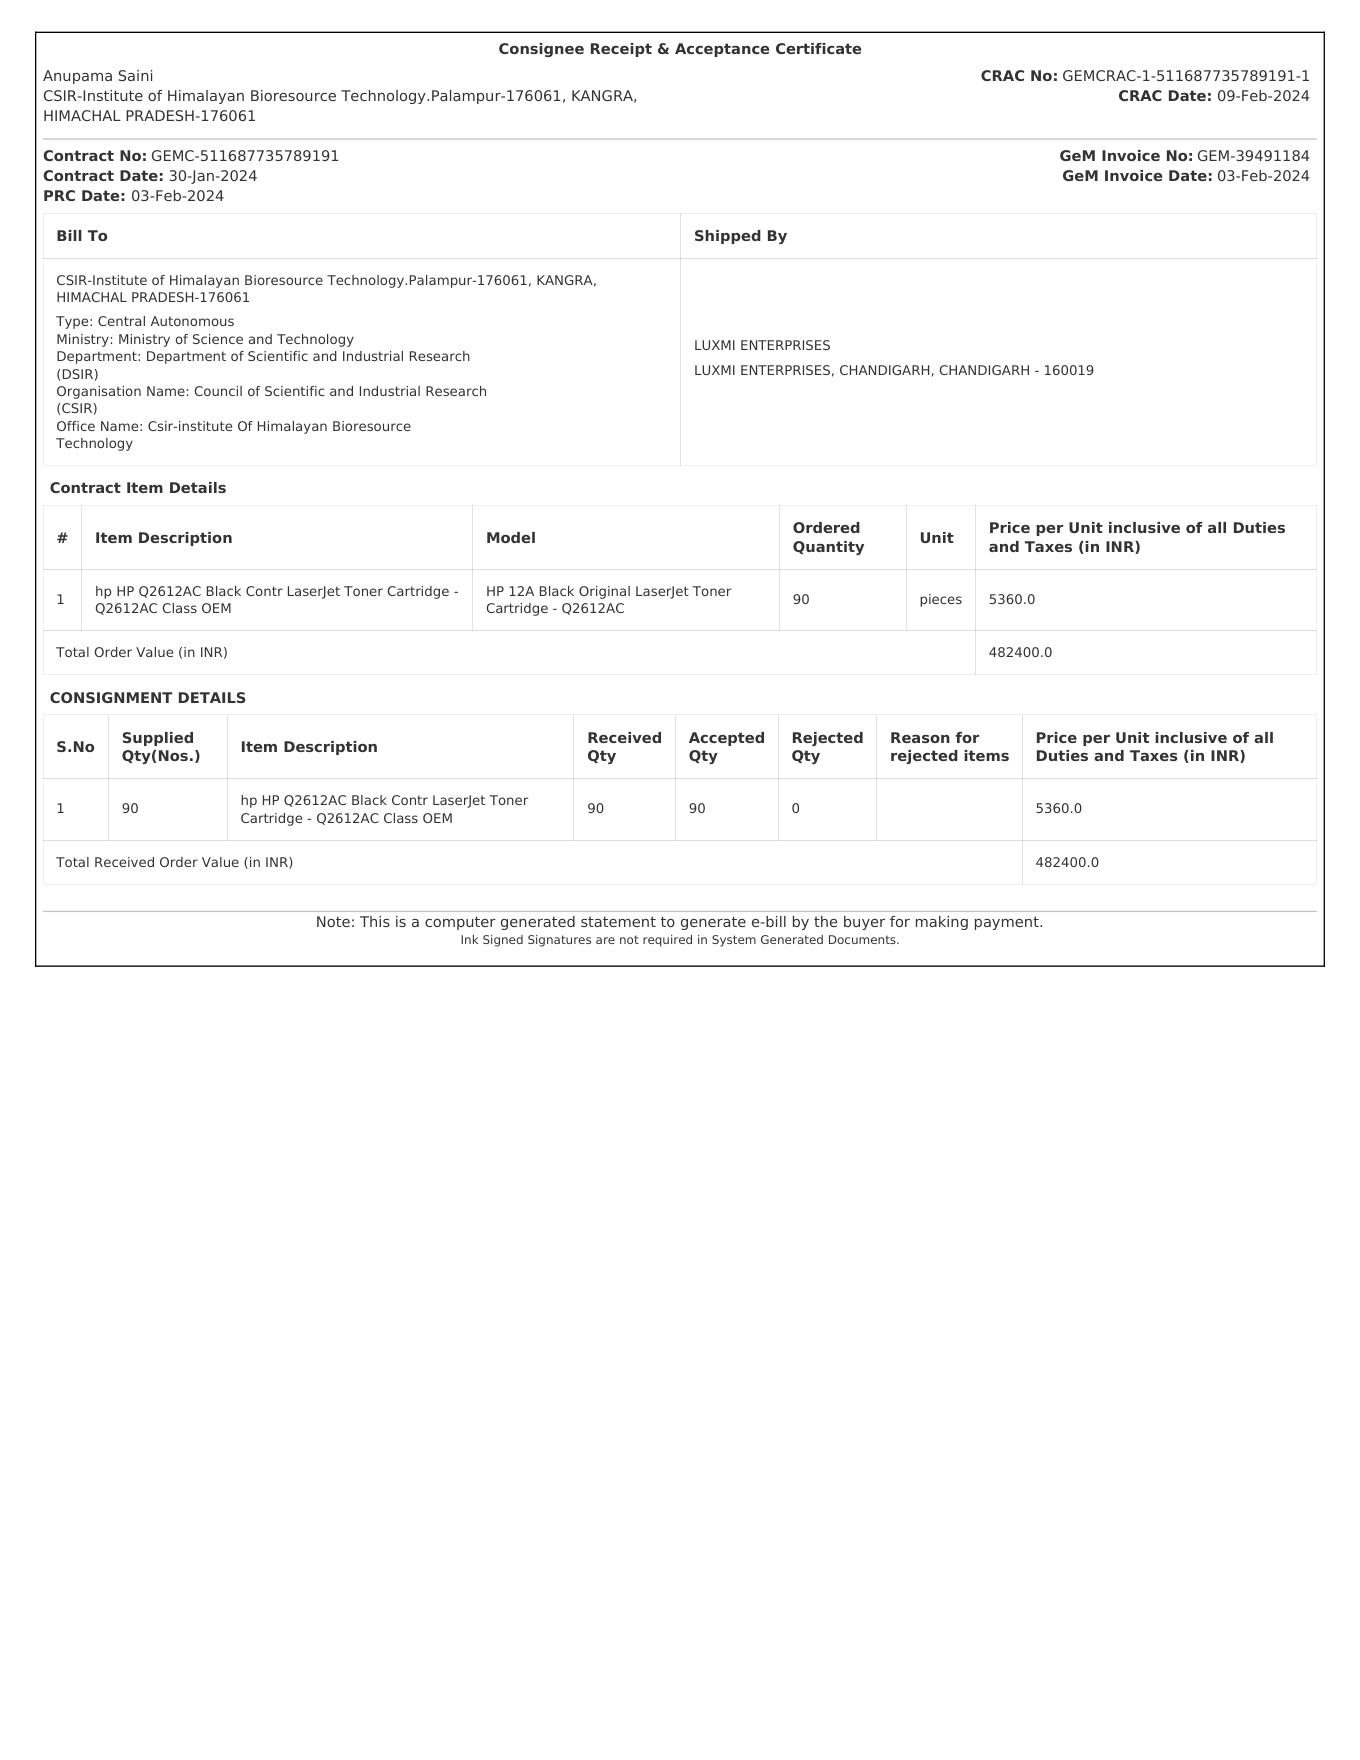 Consignee Receipt & Acceptance Certificate
Anupama Saini
CSIR-Institute of Himalayan Bioresource Technology.Palampur-176061, KANGRA,
HIMACHAL PRADESH-176061
CRAC No: GEMCRAC-1-511687735789191-1
CRAC Date: 09-Feb-2024
Contract No: GEMC-511687735789191
Contract Date: 30-Jan-2024
PRC Date: 03-Feb-2024
GeM Invoice No: GEM-39491184
GeM Invoice Date: 03-Feb-2024
Bill To
Shipped By
CSIR-Institute of Himalayan Bioresource Technology.Palampur-176061, KANGRA,
HIMACHAL PRADESH-176061
Type: Central Autonomous
Ministry: Ministry of Science and Technology
Department: Department of Scientific and Industrial Research
(DSIR)
Organisation Name: Council of Scientific and Industrial Research
(CSIR)
Office Name: Csir-institute Of Himalayan Bioresource
Technology
LUXMI ENTERPRISES
LUXMI ENTERPRISES, CHANDIGARH, CHANDIGARH - 160019
Contract Item Details
# Item Description Model Ordered Quantity Unit Price per Unit inclusive of all Duties and Taxes (in INR)
1 hp HP Q2612AC Black Contr LaserJet Toner Cartridge - Q2612AC Class OEM HP 12A Black Original LaserJet Toner Cartridge - Q2612AC 90 pieces 5360.0
Total Order Value (in INR) 482400.0
CONSIGNMENT DETAILS
S.No Supplied Qty(Nos.) Item Description Received Qty Accepted Qty Rejected Qty Reason for rejected items Price per Unit inclusive of all Duties and Taxes (in INR)
1 90 hp HP Q2612AC Black Contr LaserJet Toner Cartridge - Q2612AC Class OEM 90 90 0 5360.0
Total Received Order Value (in INR) 482400.0
Note: This is a computer generated statement to generate e-bill by the buyer for making payment.
Ink Signed Signatures are not required in System Generated Documents.